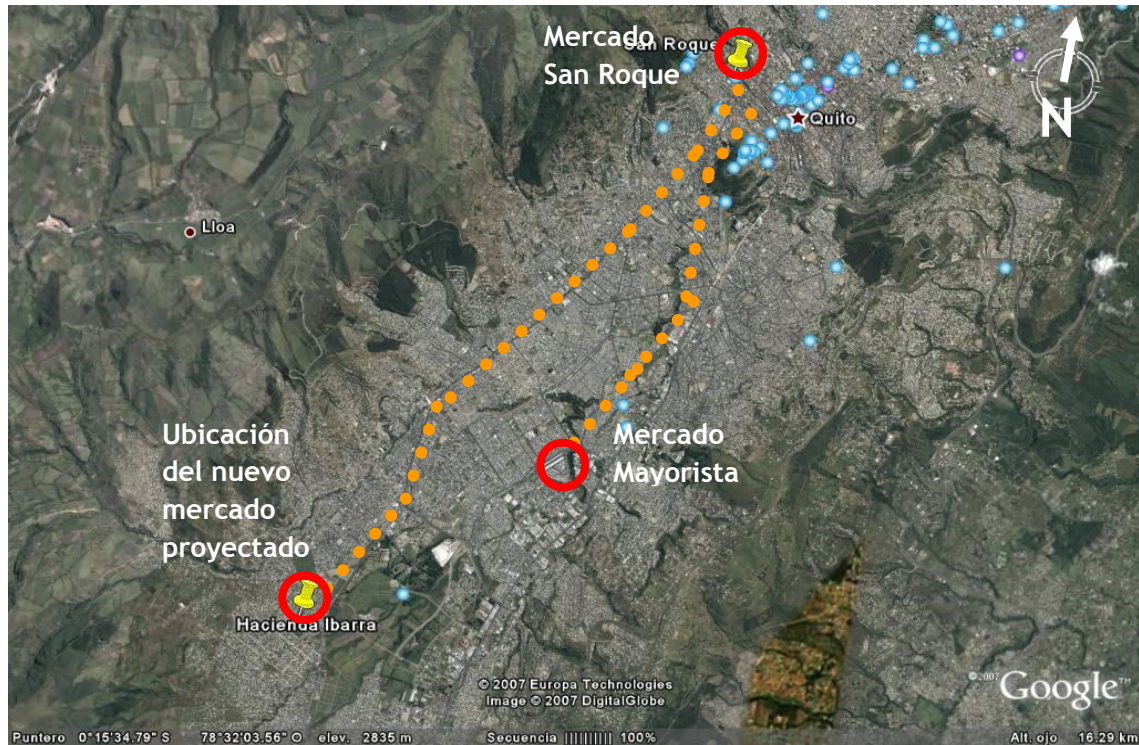 Mercado
San Roque
San Roque
N
Quito
Lloa
Ubicación
del nuevo
mercado
proyectado
Mercado
Mayorista
Hacienda Ibarra
© 2007 Europa Technologies
Image © 2007 DigitalGlobe
©2007 Google™
Puntero 0°15'34.79" S 78°32'03.56" O elev. 2835 m Secuencia |||||||||| 100% Alt. ojo 16.29 km